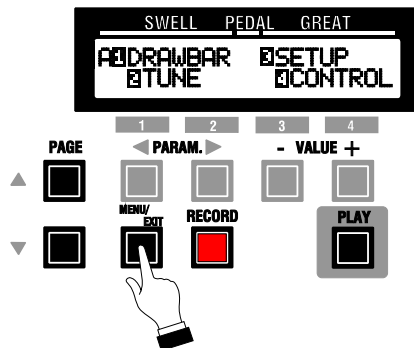 SWELL PEDAL GREAT
A1DRAWBAR 3SETUP
2TUNE 4CONTROL
1 2 3 4
PAGE PARAM. - VALUE +
MENU/
EXIT RECORD PLAY